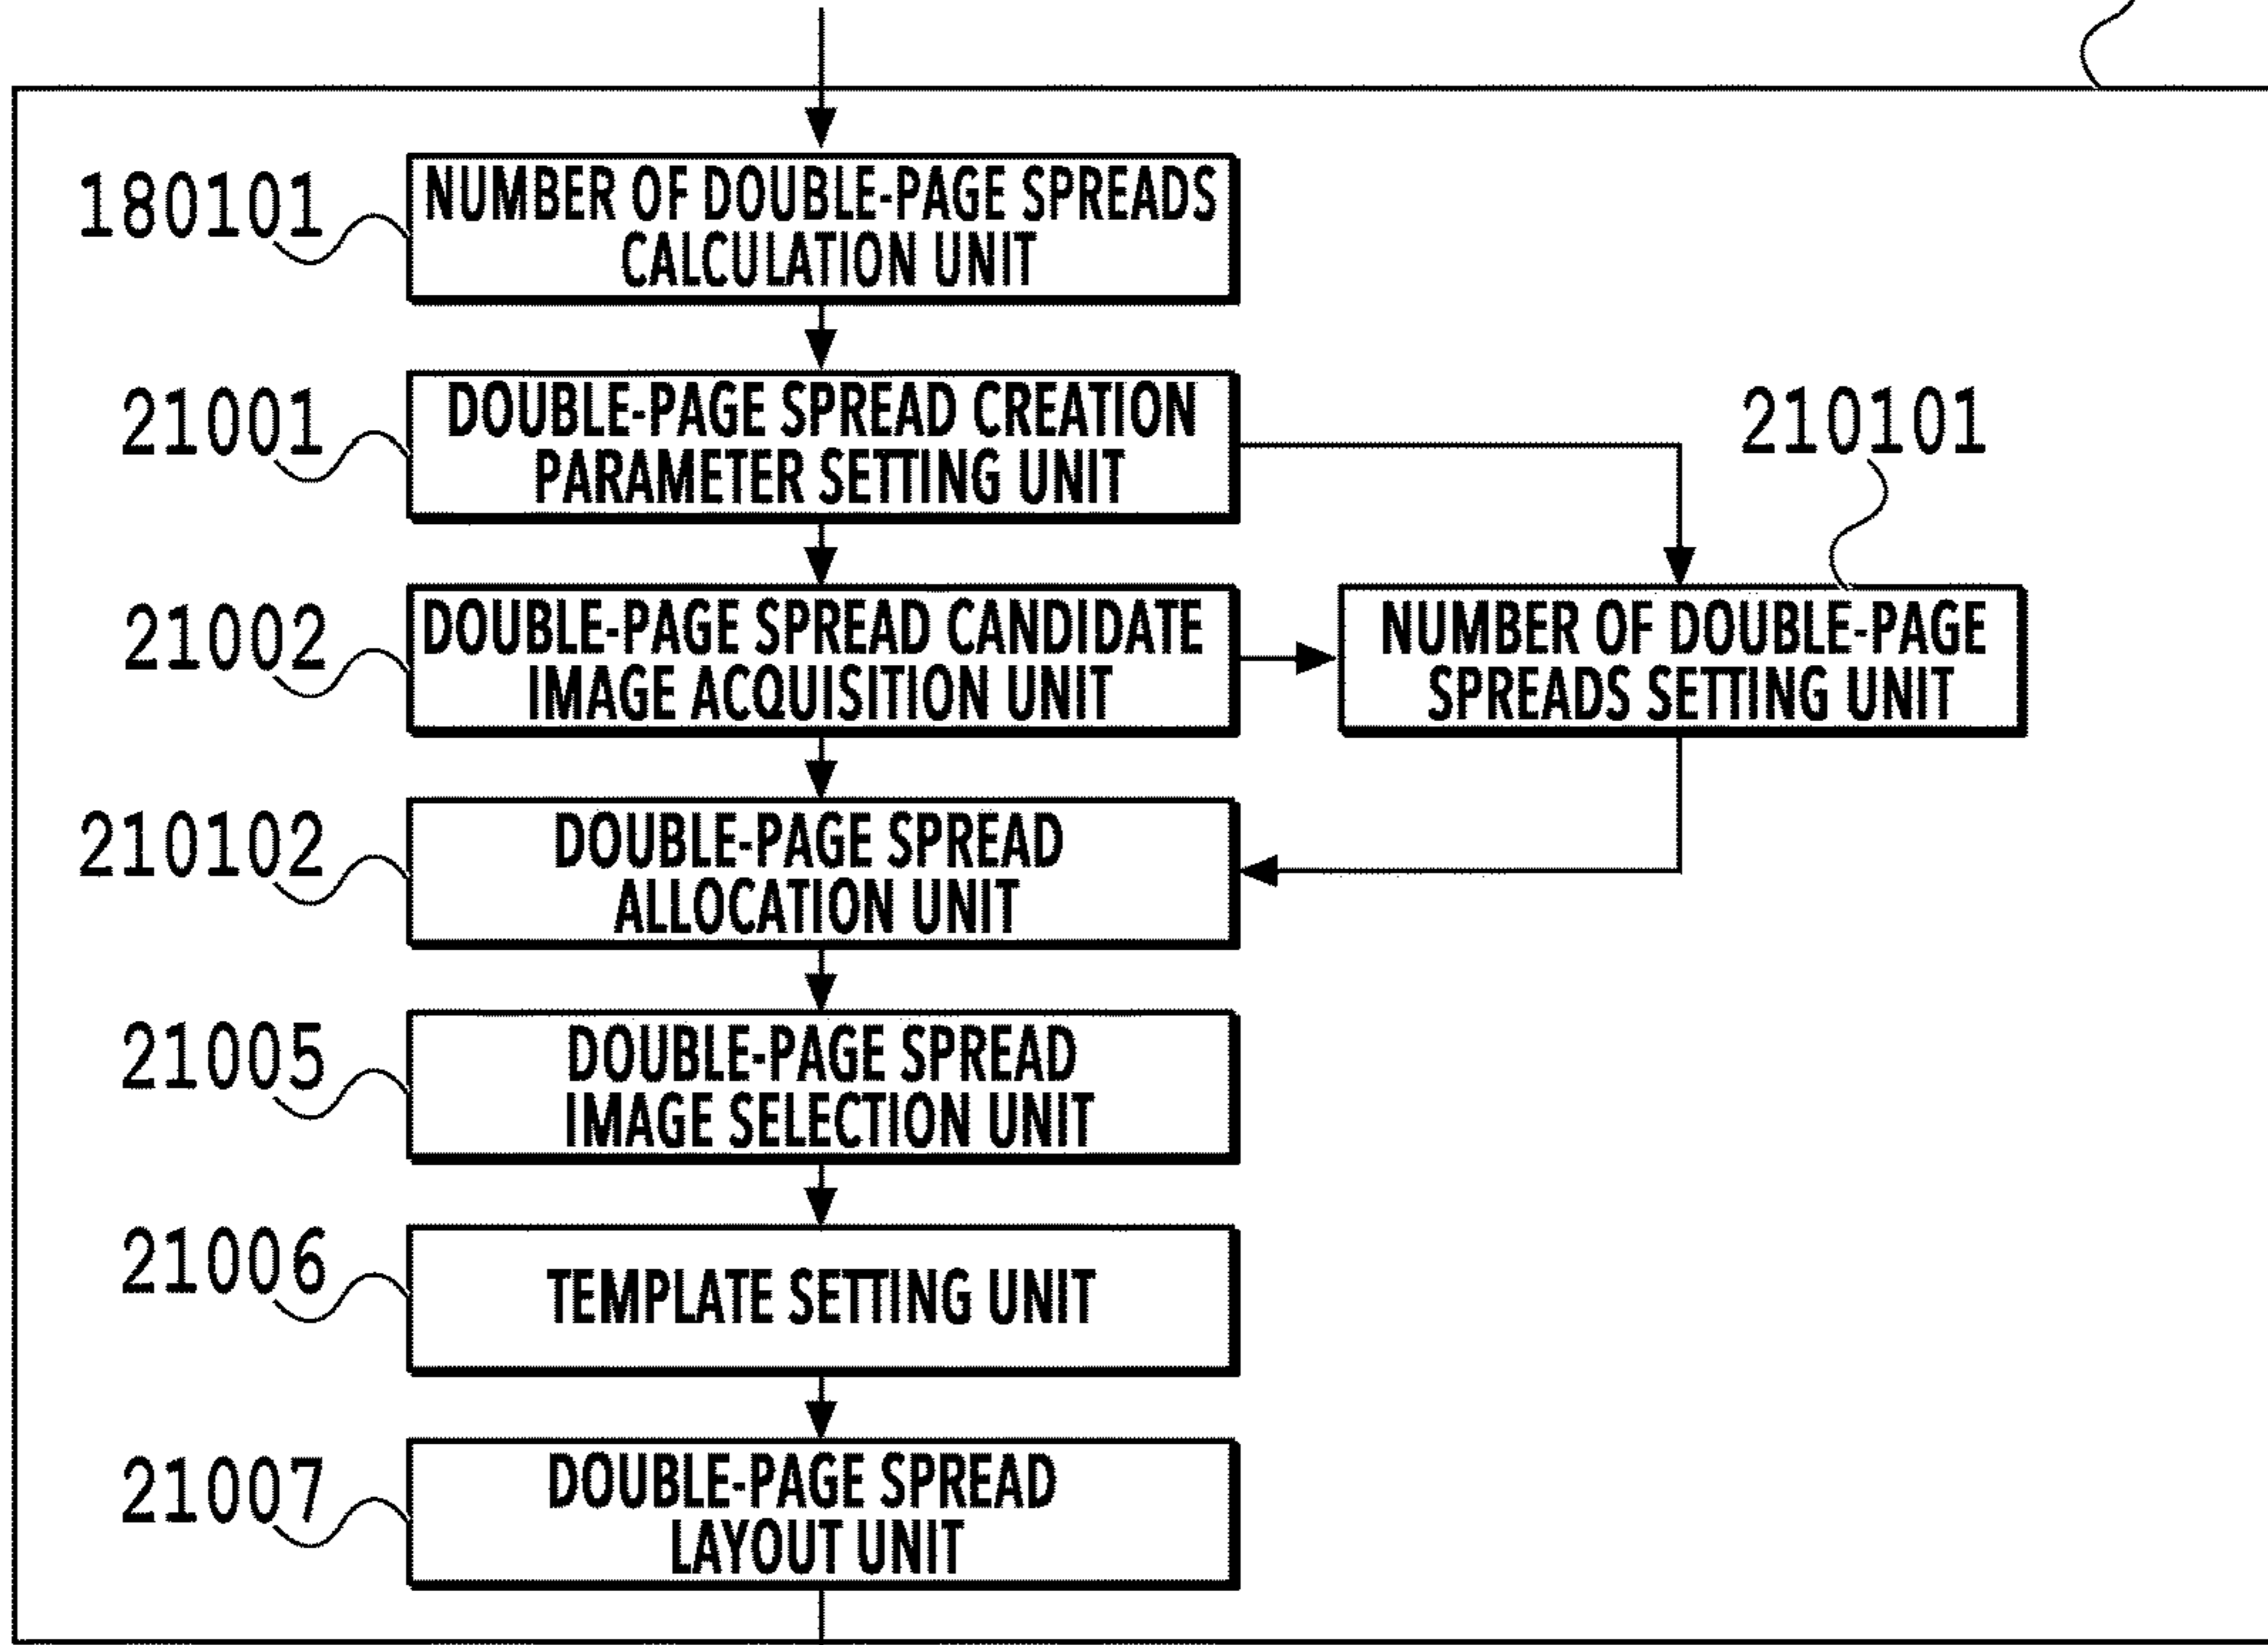 180101
NUMBER OF DOUBLE-PAGE SPREADS
CALCULATION UNIT
21001
DOUBLE-PAGE SPREAD CREATION
PARAMETER SETTING UNIT
210101
21002
DOUBLE-PAGE SPREAD CANDIDATE
IMAGE ACQUISITION UNIT
NUMBER OF DOUBLE-PAGE
SPREADS SETTING UNIT
210102
DOUBLE-PAGE SPREAD
ALLOCATION UNIT
21005
DOUBLE-PAGE SPREAD
IMAGE SELECTION UNIT
21006
TEMPLATE SETTING UNIT
21007
DOUBLE-PAGE SPREAD
LAYOUT UNIT